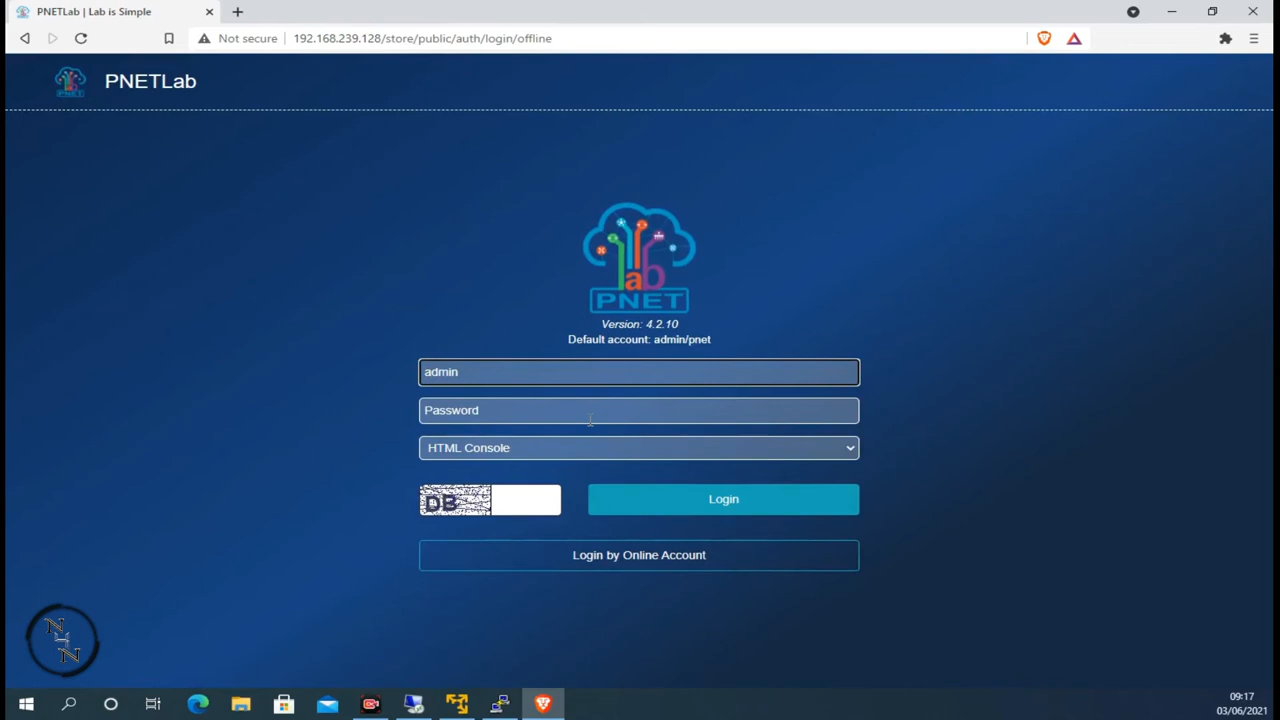 PNETLab | Lab is Simple
Not secure
192.168.239.128/store/public/auth/login/offline
PNETLab
lab
PNET
Version: 4.2.10
Default account: admin/pnet
admin
Password
HTML Console
DB
Login
Login by Online Account
N
N
09:17
03/06/2021